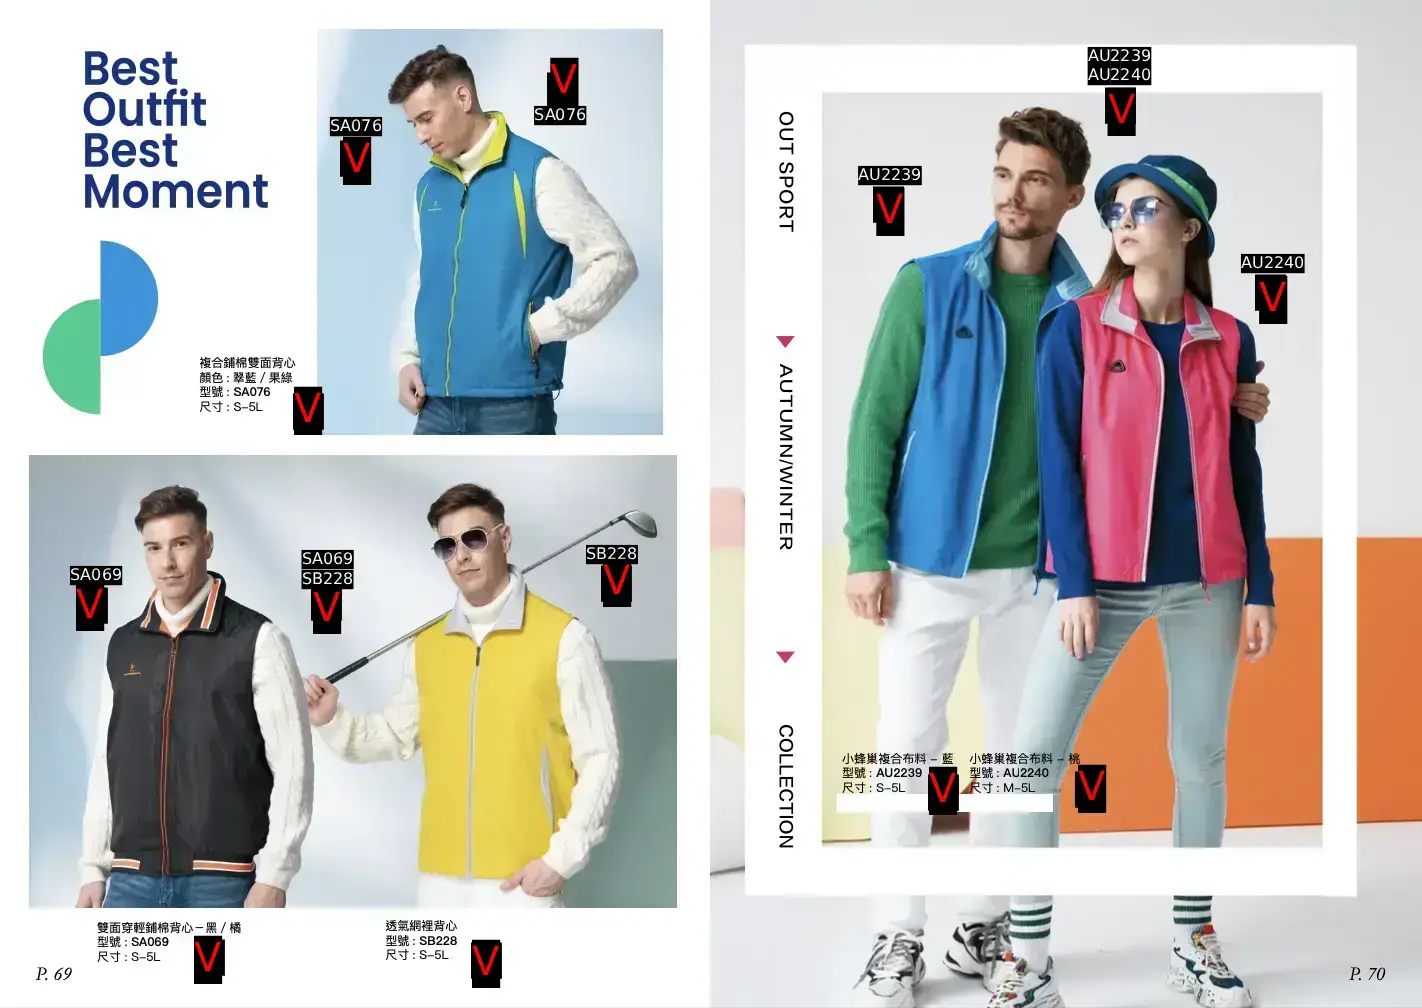 Best
Outfit
Best
Moment
SA076
V
V
SA076
複合鋪棉雙面背心
顏色 : 翠藍 / 果綠
型號 : SA076
尺寸 : S–5L
V
SA069
V
SA069
SB228
V
SB228
V
雙面穿輕鋪棉背心–黑 / 橘
型號 : SA069
尺寸 : S–5L
V
透氣網裡背心
型號 : SB228
尺寸 : S–5L
V
P. 69
OUT SPORT
AUTUMN/WINTER
COLLECTION
AU2239
AU2240
V
AU2239
V
AU2240
V
小蜂巢複合布料 – 藍
型號 : AU2239
尺寸 : S–5L
V
小蜂巢複合布料 – 桃
型號 : AU2240
尺寸 : M–5L
V
P. 70